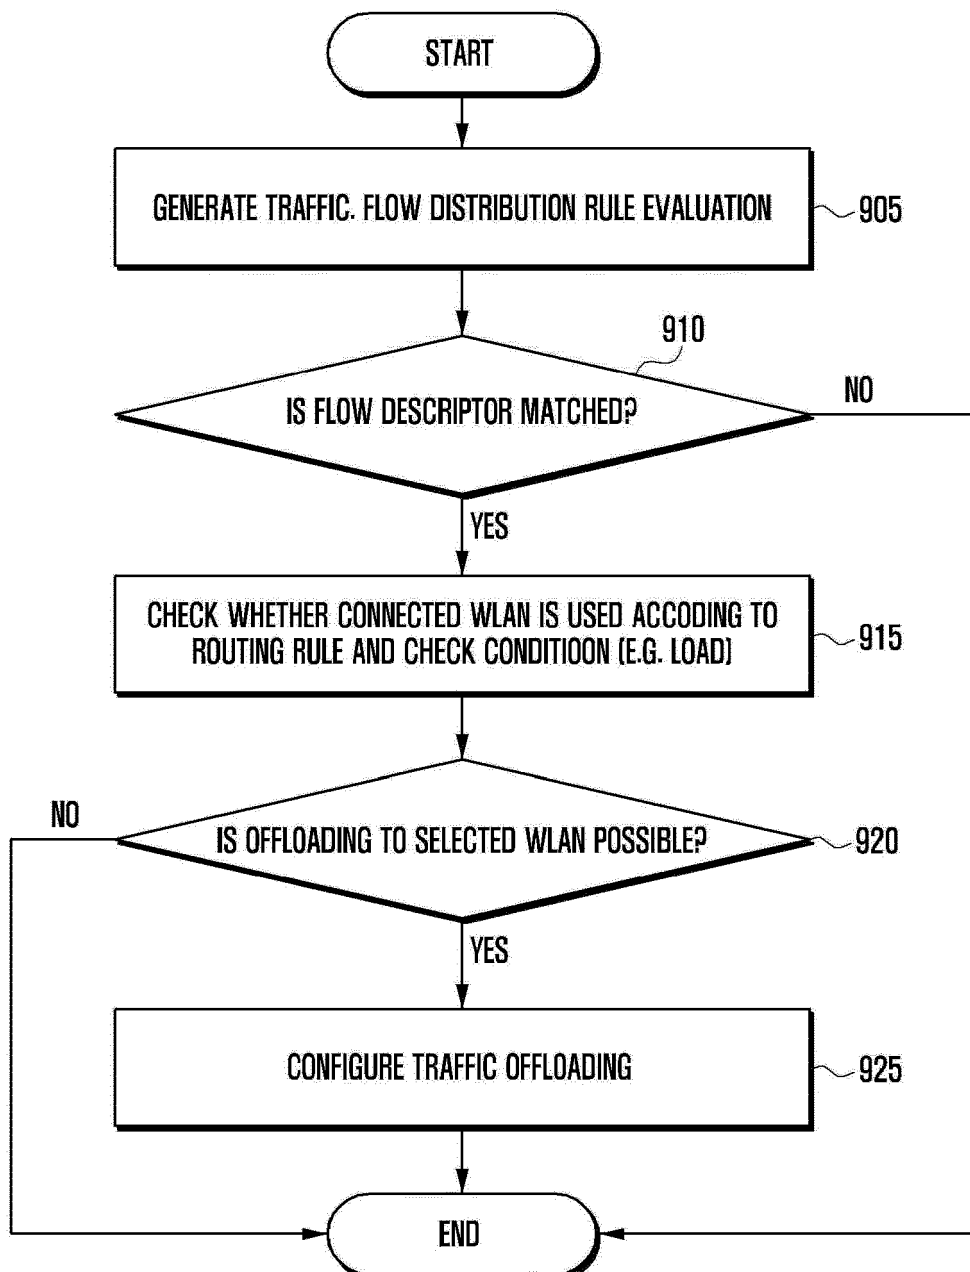 START
GENERATE TRAFFIC. FLOW DISTRIBUTION RULE EVALUATION
905
910
IS FLOW DESCRIPTOR MATCHED?
NO
YES
CHECK WHETHER CONNECTED WLAN IS USED ACCODING TO
ROUTING RULE AND CHECK CONDITIOON (E.G. LOAD)
915
NO
IS OFFLOADING TO SELECTED WLAN POSSIBLE?
920
YES
CONFIGURE TRAFFIC OFFLOADING
925
END